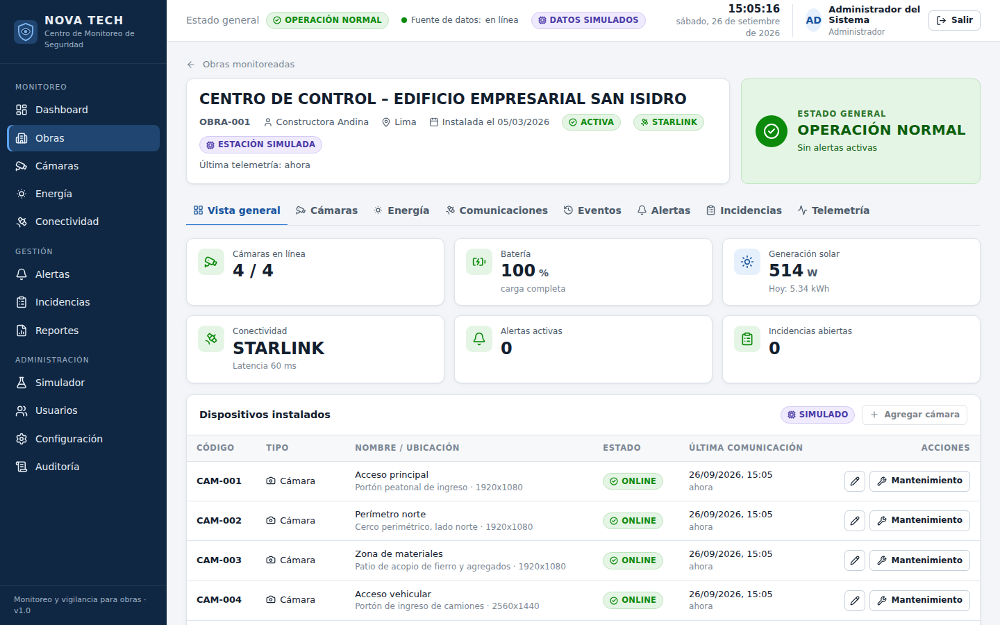 NOVA TECH
Centro de Monitoreo de
Seguridad
MONITOREO
Dashboard
Obras
Cámaras
Energía
Conectividad
GESTIÓN
Alertas
Incidencias
Reportes
ADMINISTRACIÓN
Simulador
Usuarios
Configuración
Auditoría
Monitoreo y vigilancia para obras ·
v1.0
Estado general
OPERACIÓN NORMAL
Fuente de datos: en línea
DATOS SIMULADOS
15:05:16
sábado, 26 de setiembre
de 2026
AD
Administrador del
Sistema
Administrador
Salir
Obras monitoreadas
CENTRO DE CONTROL – EDIFICIO EMPRESARIAL SAN ISIDRO
OBRA-001 Constructora Andina Lima Instalada el 05/03/2026 ACTIVA STARLINK
ESTACIÓN SIMULADA
Última telemetría: ahora
ESTADO GENERAL
OPERACIÓN NORMAL
Sin alertas activas
Vista general Cámaras Energía Comunicaciones Eventos Alertas Incidencias Telemetría
Cámaras en línea
4 / 4
Batería
100 %
carga completa
Generación solar
514 W
Hoy: 5.34 kWh
Conectividad
STARLINK
Latencia 60 ms
Alertas activas
0
Incidencias abiertas
0
Dispositivos instalados
SIMULADO
Agregar cámara
CÓDIGO TIPO NOMBRE / UBICACIÓN ESTADO ÚLTIMA COMUNICACIÓN ACCIONES
CAM-001 Cámara Acceso principal ONLINE 26/09/2026, 15:05 Mantenimiento
Portón peatonal de ingreso · 1920x1080 ahora
CAM-002 Cámara Perímetro norte ONLINE 26/09/2026, 15:05 Mantenimiento
Cerco perimétrico, lado norte · 1920x1080 ahora
CAM-003 Cámara Zona de materiales ONLINE 26/09/2026, 15:05 Mantenimiento
Patio de acopio de fierro y agregados · 1920x1080 ahora
CAM-004 Cámara Acceso vehicular ONLINE 26/09/2026, 15:05 Mantenimiento
Portón de ingreso de camiones · 2560x1440 ahora